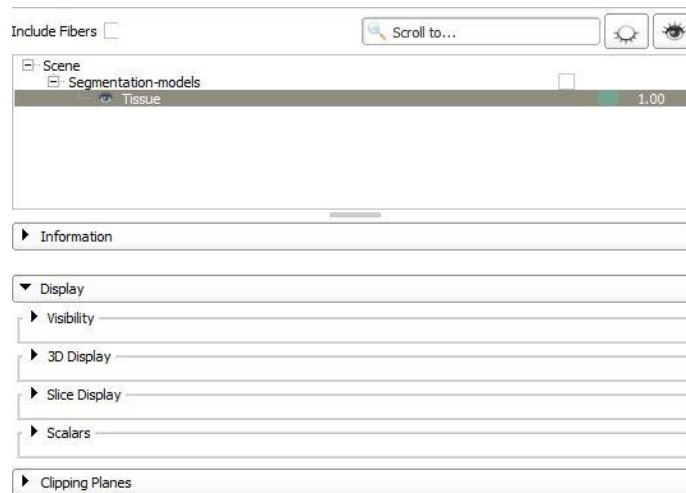 Include Fibers
Scroll to...
Scene
Segmentation-models
Tissue 1.00
Information
Display
Visibility
3D Display
Slice Display
Scalars
Clipping Planes